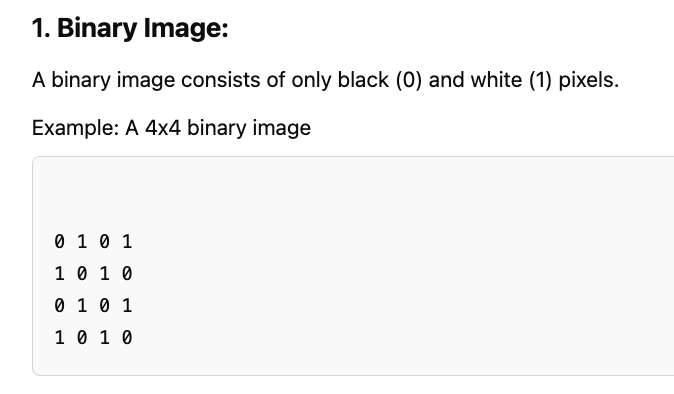 1. Binary Image:
A binary image consists of only black (0) and white (1) pixels.
Example: A 4x4 binary image
0 1 0 1
1 0 1 0
0 1 0 1
1 0 1 0